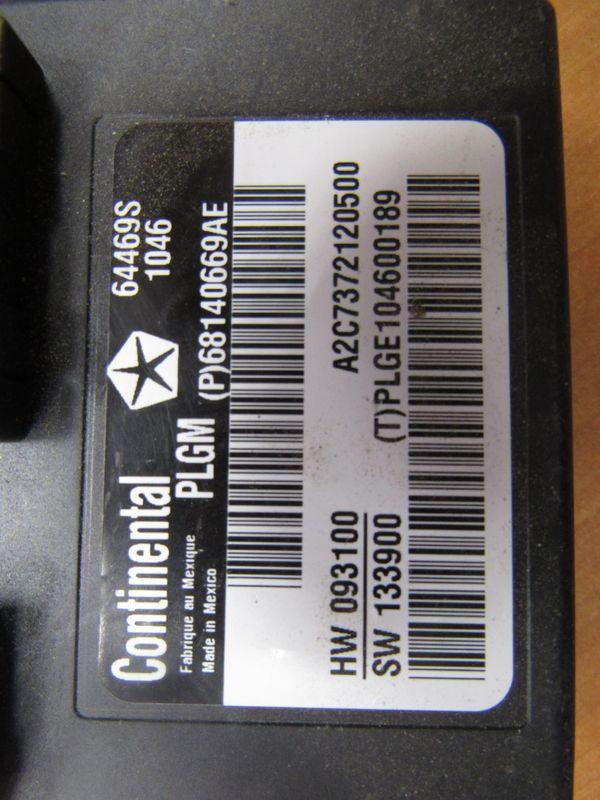 Continental 64469S
Fabrique au Mexique 1046
Made in Mexico PLGM (P)68140669AE
HW 093100 A2C7372120500
SW 133900 (T)PLGE104600189